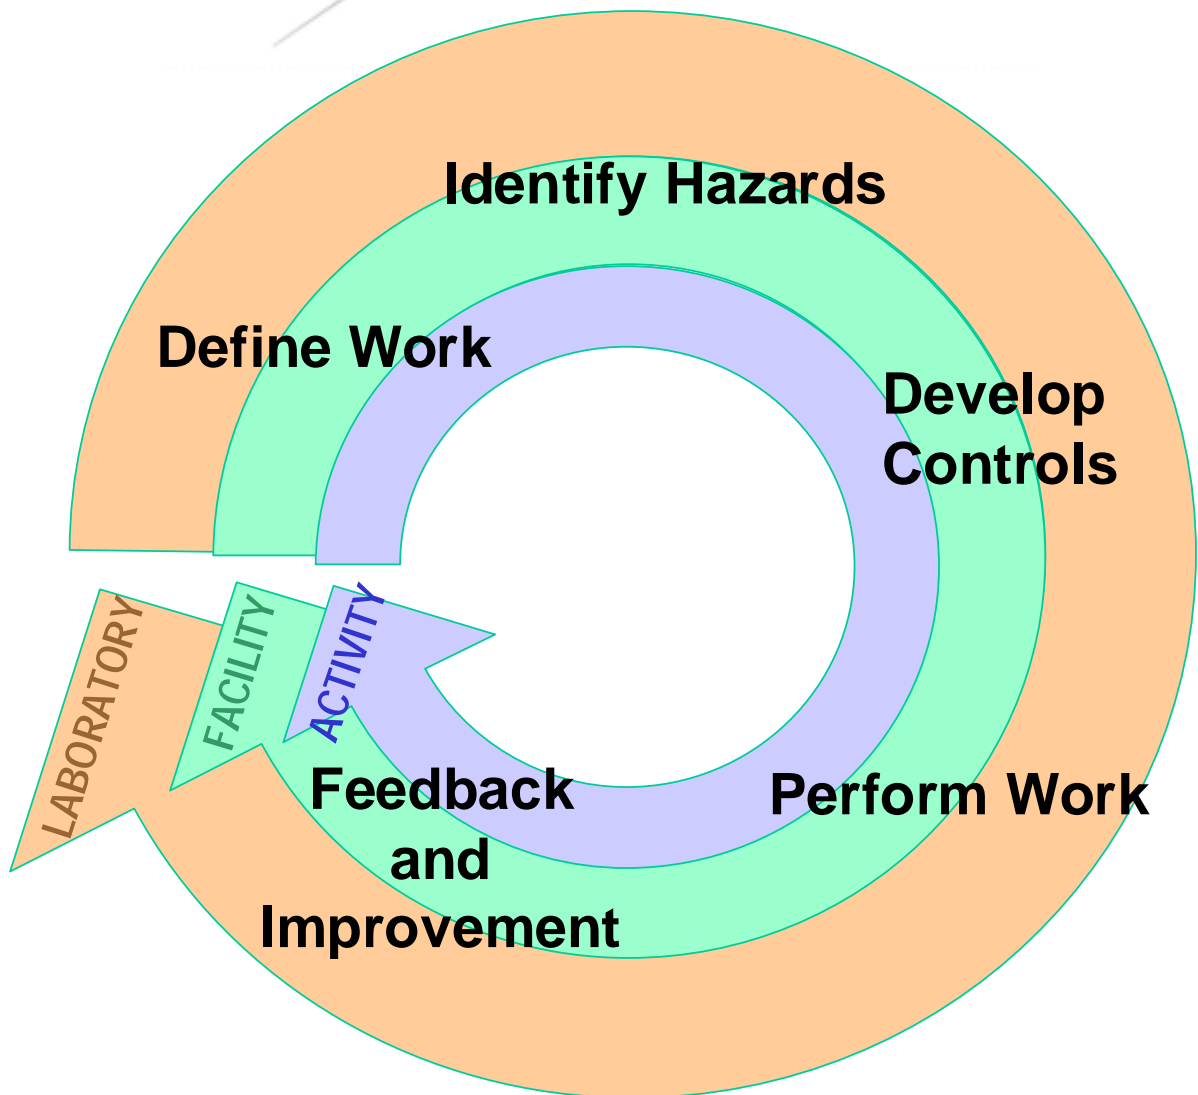 Identify Hazards
Define Work
Develop
Controls
LABORATORY
FACILITY
ACTIVITY
Feedback
and
Improvement
Perform Work